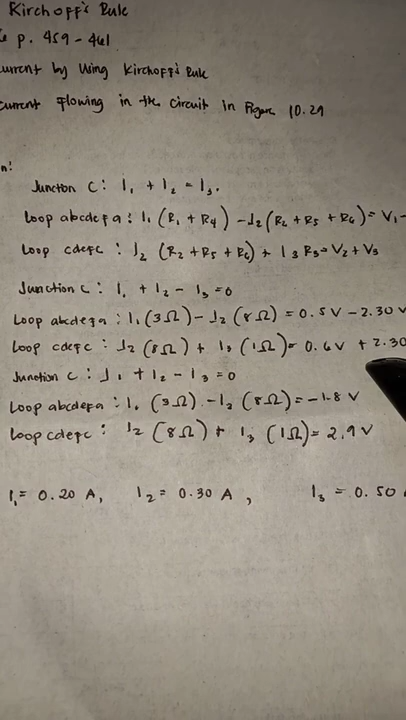 Kirchoff's Rule
p. 459 - 461
current by Using Kirchoff's Rule
current flowing in the circuit in Figure 10.29
n:
Junction C: I₁ + I₂ = I₃.
Loop abcdefa: I₁ (R₁ + R₄) - I₂ (R₂ + R₅ + R₆) = V₁ -
Loop cdefc: I₂ (R₂ + R₅ + R₆) + I₃ R₃ = V₂ + V₃
Junction C: I₁ + I₂ - I₃ = 0
Loop abcdefa: I₁ (3Ω) - I₂ (8Ω) = 0.5 V - 2.30 V
Loop cdefc: I₂ (8Ω) + I₃ (1Ω) = 0.6 V + 2.30
Junction C: I₁ + I₂ - I₃ = 0
Loop abcdefa: I₁ (3Ω) - I₂ (8Ω) = -1.8 V
Loop cdefc: I₂ (8Ω) + I₃ (1Ω) = 2.9 V
I₁ = 0.20 A, I₂ = 0.30 A, I₃ = 0.50